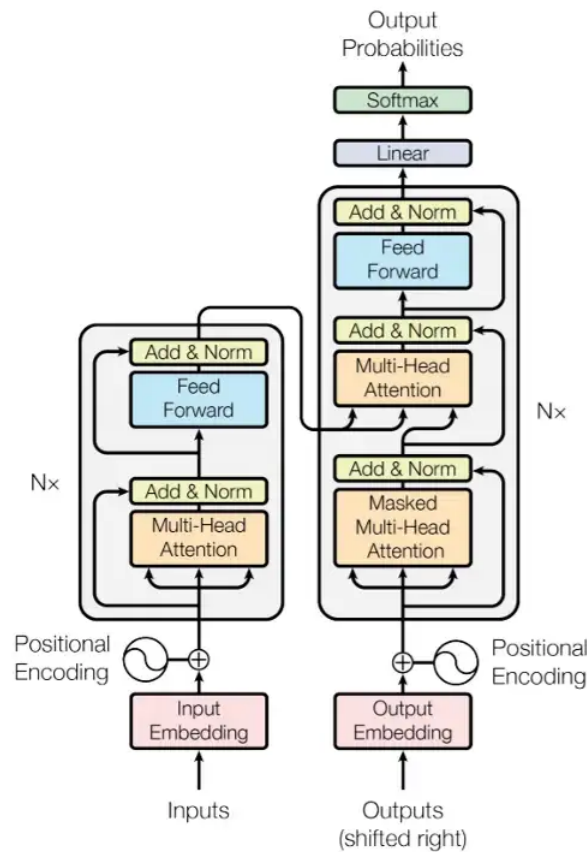 Output
Probabilities
Softmax
Linear
Add & Norm
Feed
Forward
Add & Norm
Multi-Head
Attention
Nx
Add & Norm
Masked
Multi-Head
Attention
Add & Norm
Feed
Forward
Nx
Add & Norm
Multi-Head
Attention
Positional
Encoding
Positional
Encoding
Input
Embedding
Output
Embedding
Inputs
Outputs
(shifted right)